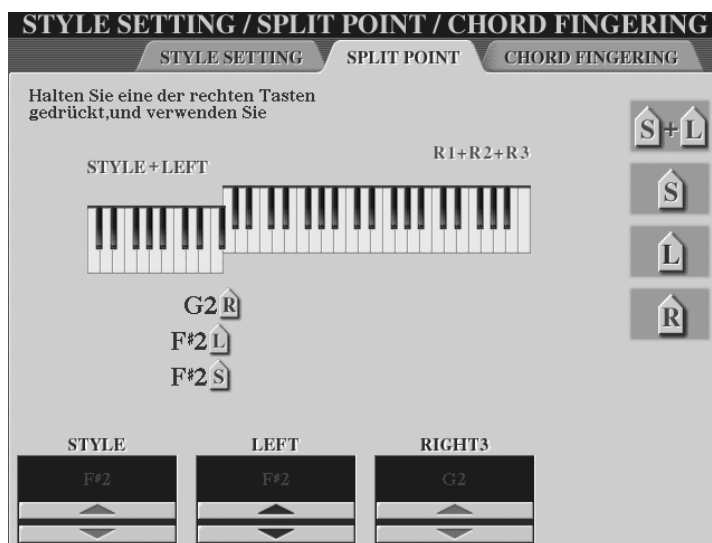 STYLE SETTING / SPLIT POINT / CHORD FINGERING
STYLE SETTING SPLIT POINT CHORD FINGERING
Halten Sie eine der rechten Tasten
gedrückt,und verwenden Sie
S+L
R1+R2+R3
STYLE+LEFT
S
L
G2 R
R
F#2 L
F#2 S
STYLE LEFT RIGHT3
F#2 F#2 G2